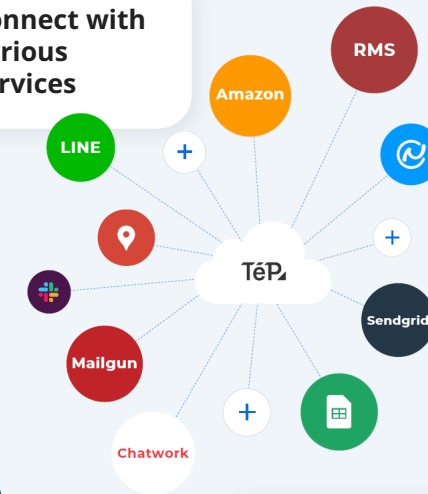 onnect with
rious
rvices
RMS
Amazon
LINE
TéP
Sendgrid
Mailgun
Chatwork